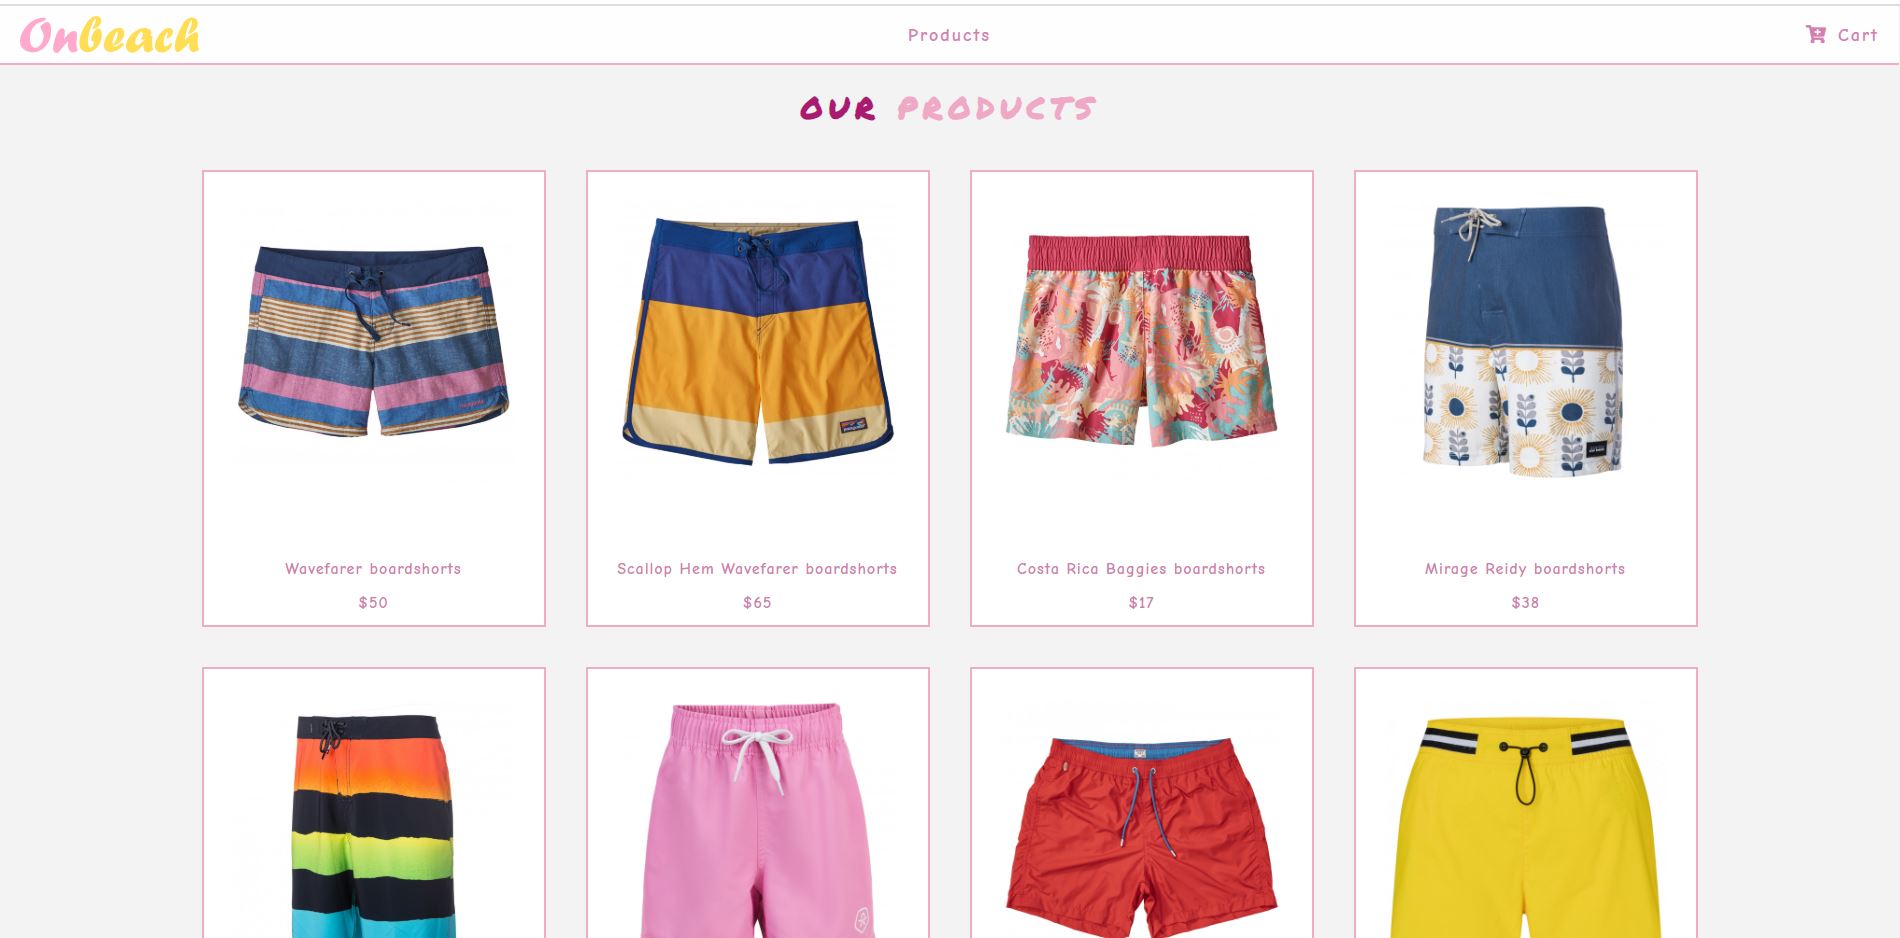 Onbeach
Products
Cart
OUR PRODUCTS
Wavefarer boardshorts
$50
Scallop Hem Wavefarer boardshorts
$65
Costa Rica Baggies boardshorts
$17
Mirage Reidy boardshorts
$38